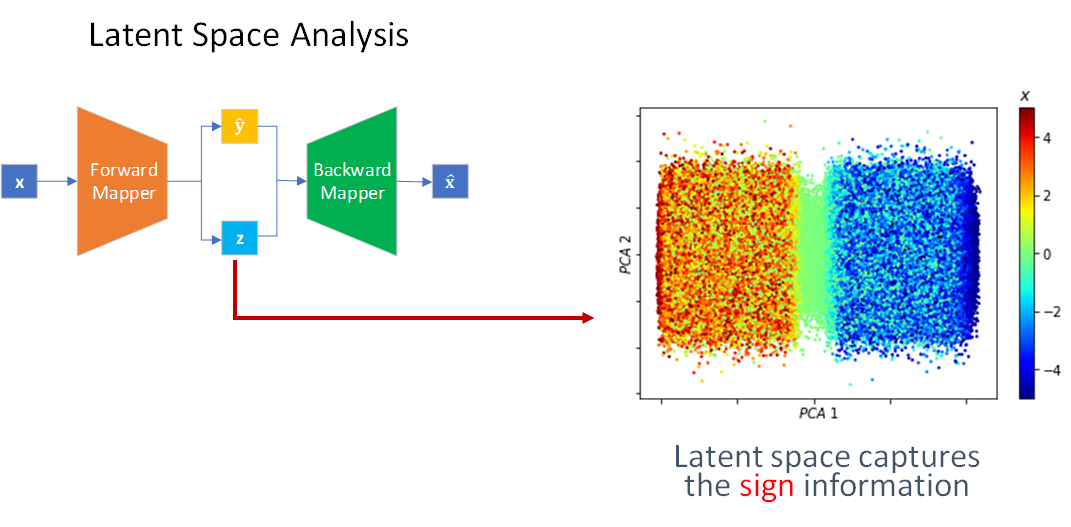 Latent Space Analysis
x
Forward
Mapper
ŷ
z
Backward
Mapper
x̂
x
4
2
0
−2
−4
PCA 2
PCA 1
Latent space captures
the sign information